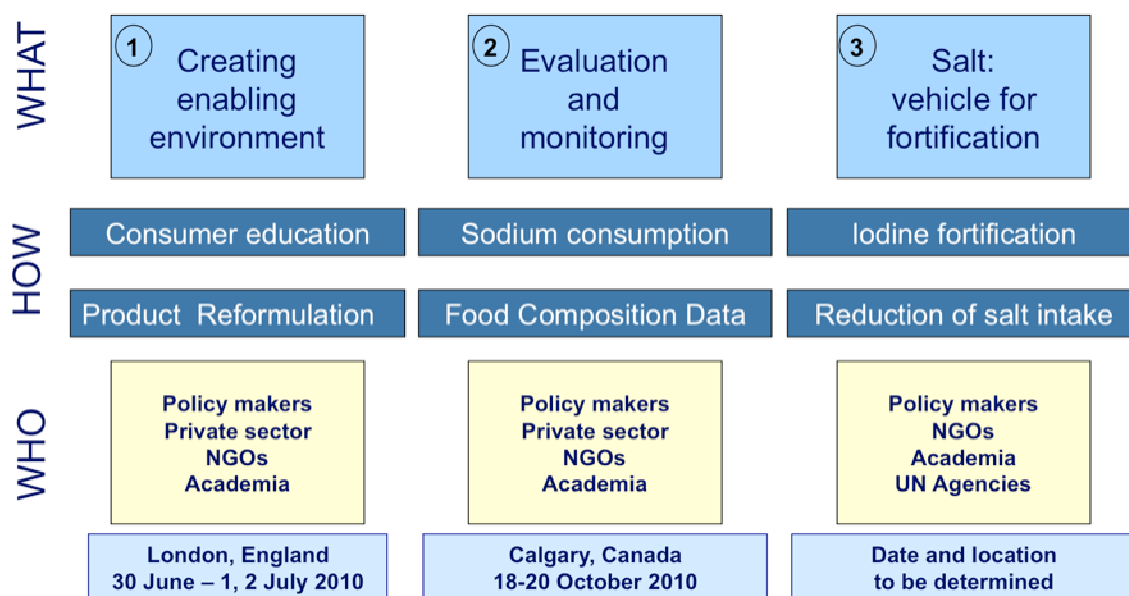 WHAT
1
Creating
enabling
environment
2
Evaluation
and
monitoring
3
Salt:
vehicle for
fortification
HOW
Consumer education
Sodium consumption
Iodine fortification
Product Reformulation
Food Composition Data
Reduction of salt intake
WHO
Policy makers
Private sector
NGOs
Academia
Policy makers
Private sector
NGOs
Academia
Policy makers
NGOs
Academia
UN Agencies
London, England
30 June – 1, 2 July 2010
Calgary, Canada
18-20 October 2010
Date and location
to be determined